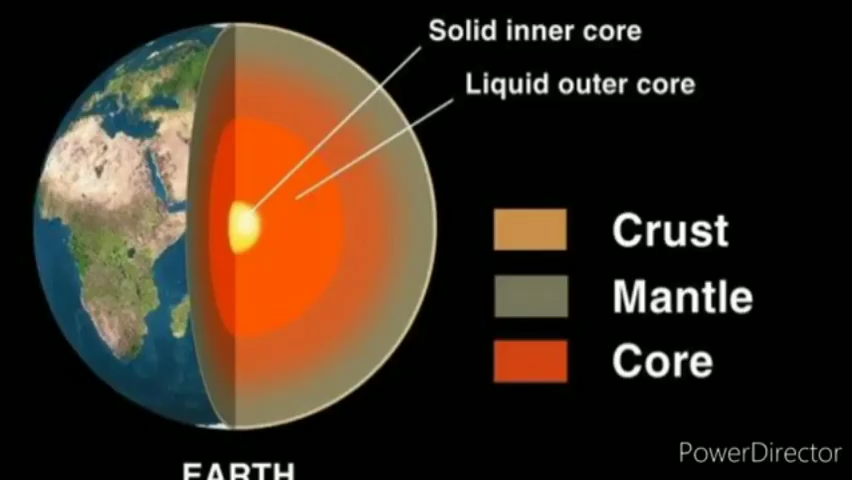 Solid inner core
Liquid outer core
Crust
Mantle
Core
EARTH
PowerDirector